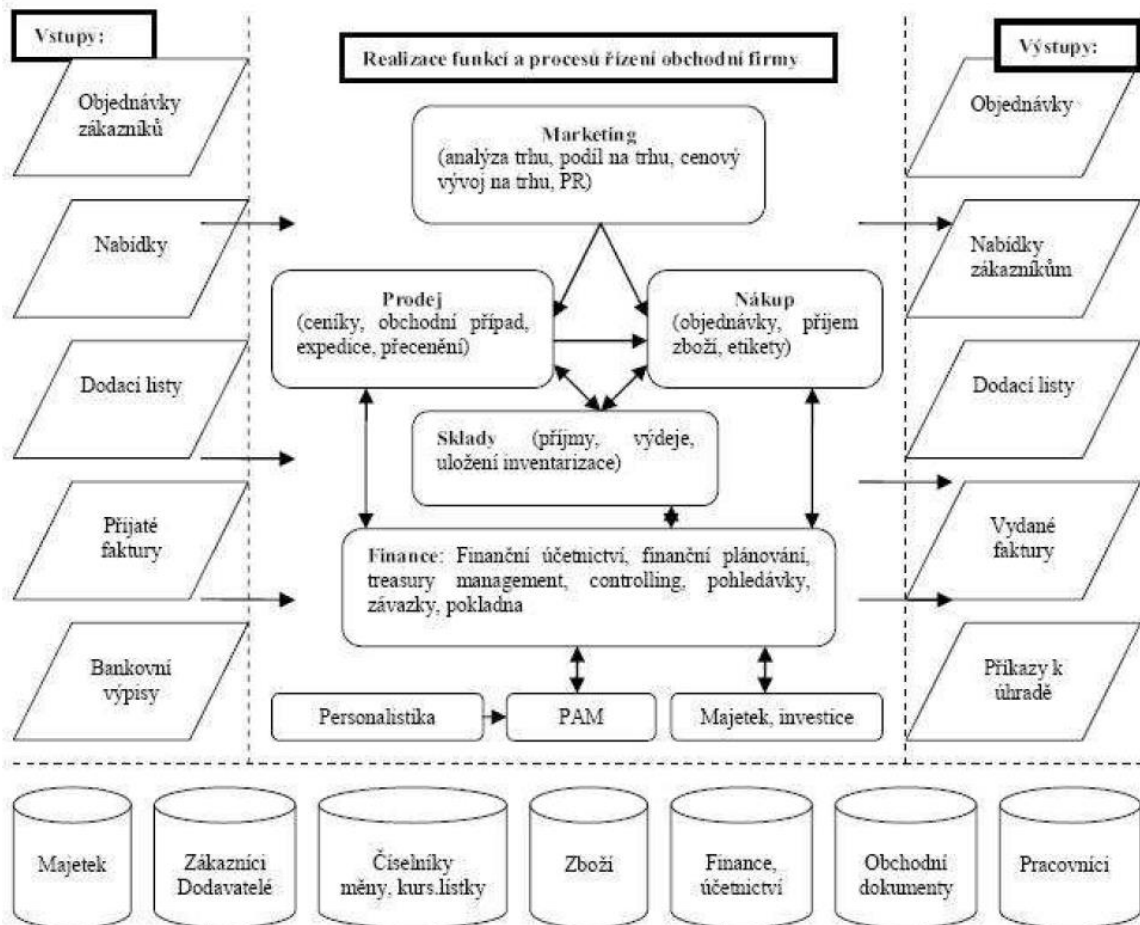 Vstupy:
Realizace funkcí a procesů řízení obchodní firmy
Výstupy:
Objednávky
zákazníků
Nabídky
Dodací listy
Přijaté
faktury
Bankovní
výpisy
Marketing
(analýza trhu, podíl na trhu, cenový
vývoj na trhu, PR)
Prodej
(ceníky, obchodní případ,
expedice, přecenění)
Nákup
(objednávky, příjem
zboží, etikety)
Sklady (příjmy, výdeje,
uložení inventarizace)
Finance: Finanční účetnictví, finanční plánování,
treasury management, controlling, pohledávky,
závazky, pokladna
Personalistika
PAM
Majetek, investice
Objednávky
Nabídky
zákazníkům
Dodací listy
Vydané
faktury
Příkazy k
úhradě
Majetek
Zákazníci
Dodavatelé
Číselníky
měny, kurs.lístky
Zboží
Finance,
účetnictví
Obchodní
dokumenty
Pracovníci